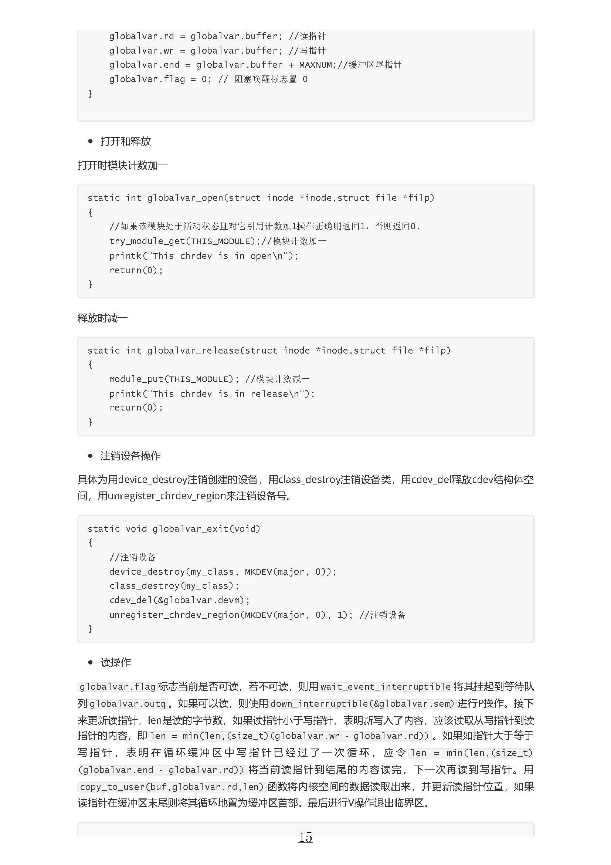 globalvar.rd = globalvar.buffer; //读指针
globalvar.wr = globalvar.buffer; //写指针
globalvar.end = globalvar.buffer + MAXNUM;//缓冲区尾指针
globalvar.flag = 0; // 阻塞唤醒标志置 0
}
• 打开和释放
打开时模块计数加一
static int globalvar_open(struct inode *inode,struct file *filp)
{
//如果该模块处于活动状态且对它引用计数加1操作正确则返回1，否则返回0.
try_module_get(THIS_MODULE);//模块计数加一
printk("This chrdev is in open\n");
return(0);
}
释放时减一
static int globalvar_release(struct inode *inode,struct file *filp)
{
module_put(THIS_MODULE); //模块计数减一
printk("This chrdev is in release\n");
return(0);
}
• 注销设备操作
具体为用device_destroy注销创建的设备，用class_destroy注销设备类，用cdev_del释放cdev结构体空
间，用unregister_chrdev_region来注销设备号。
static void globalvar_exit(void)
{
//注销设备
device_destroy(my_class, MKDEV(major, 0));
class_destroy(my_class);
cdev_del(&globalvar.devm);
unregister_chrdev_region(MKDEV(major, 0), 1); //注销设备
}
• 读操作
globalvar.flag 标志当前是否可读，若不可读，则用 wait_event_interruptible 将其挂起到等待队
列 globalvar.outq 。如果可以读，则使用 down_interruptible(&globalvar.sem) 进行P操作。接下
来更新读指针，len是读的字节数，如果读指针小于写指针，表明新写入了内容，应该读取从写指针到读
指针的内容，即 len = min(len,(size_t)(globalvar.wr - globalvar.rd)) 。如果如指针大于等于
写指针，表明在循环缓冲区中写指针已经过了一次循环，应令 len = min(len,(size_t)
(globalvar.end - globalvar.rd)) 将当前读指针到结尾的内容读完，下一次再读到写指针。用
copy_to_user(buf,globalvar.rd,len) 函数将内核空间的数据读取出来，并更新读指针位置，如果
读指针在缓冲区末尾则将其循环地置为缓冲区首部。最后进行V操作退出临界区。
15